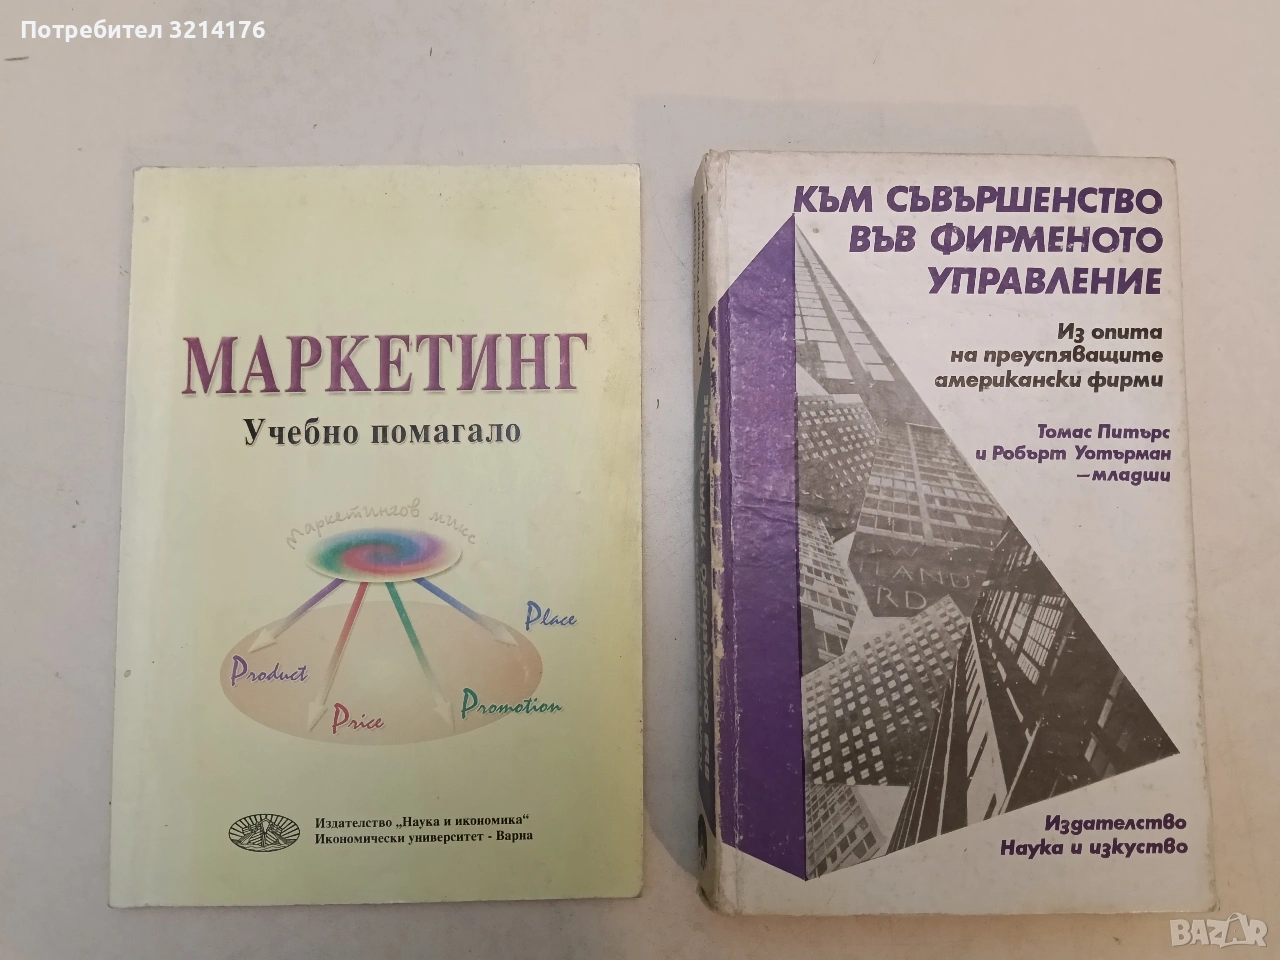 Потребител 3214176
МАРКЕТИНГ
Учебно помагало
Маркетингов микс
Place
Product
Price
Promotion
Издателство „Наука и икономика“
Икономически университет - Варна
КЪМ СЪВЪРШЕНСТВО
ВЪВ ФИРМЕНОТО
УПРАВЛЕНИЕ
Из опита
на преуспяващите
американски фирми
Томас Питърс
и Робърт Уотърман
–младши
Издателство
Наука и изкуство
BAZAR